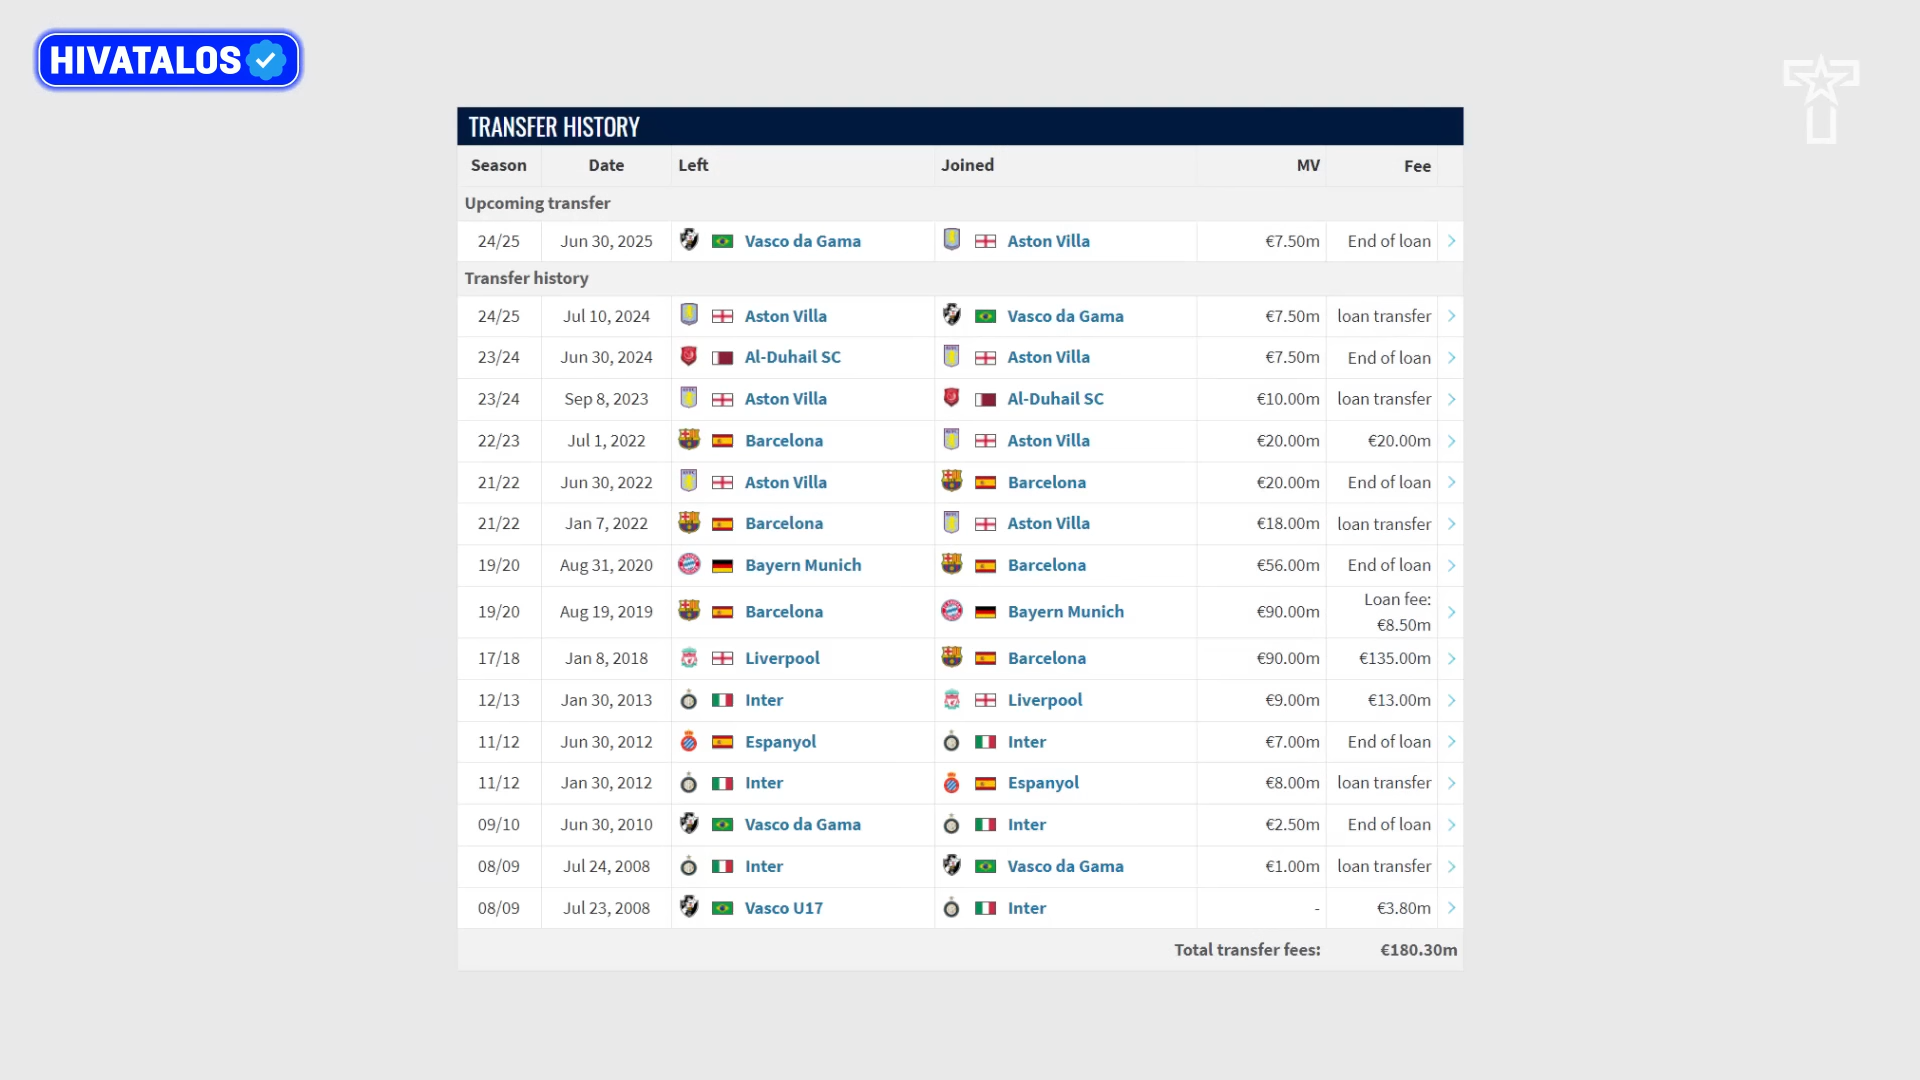 HIVATALOS
TRANSFER HISTORY
Season Date Left Joined MV Fee
Upcoming transfer
24/25 Jun 30, 2025 Vasco da Gama Aston Villa €7.50m End of loan
Transfer history
24/25 Jul 10, 2024 Aston Villa Vasco da Gama €7.50m loan transfer
23/24 Jun 30, 2024 Al-Duhail SC Aston Villa €7.50m End of loan
23/24 Sep 8, 2023 Aston Villa Al-Duhail SC €10.00m loan transfer
22/23 Jul 1, 2022 Barcelona Aston Villa €20.00m €20.00m
21/22 Jun 30, 2022 Aston Villa Barcelona €20.00m End of loan
21/22 Jan 7, 2022 Barcelona Aston Villa €18.00m loan transfer
19/20 Aug 31, 2020 Bayern Munich Barcelona €56.00m End of loan
19/20 Aug 19, 2019 Barcelona Bayern Munich €90.00m Loan fee:
€8.50m
17/18 Jan 8, 2018 Liverpool Barcelona €90.00m €135.00m
12/13 Jan 30, 2013 Inter Liverpool €9.00m €13.00m
11/12 Jun 30, 2012 Espanyol Inter €7.00m End of loan
11/12 Jan 30, 2012 Inter Espanyol €8.00m loan transfer
09/10 Jun 30, 2010 Vasco da Gama Inter €2.50m End of loan
08/09 Jul 24, 2008 Inter Vasco da Gama €1.00m loan transfer
08/09 Jul 23, 2008 Vasco U17 Inter - €3.80m
Total transfer fees: €180.30m